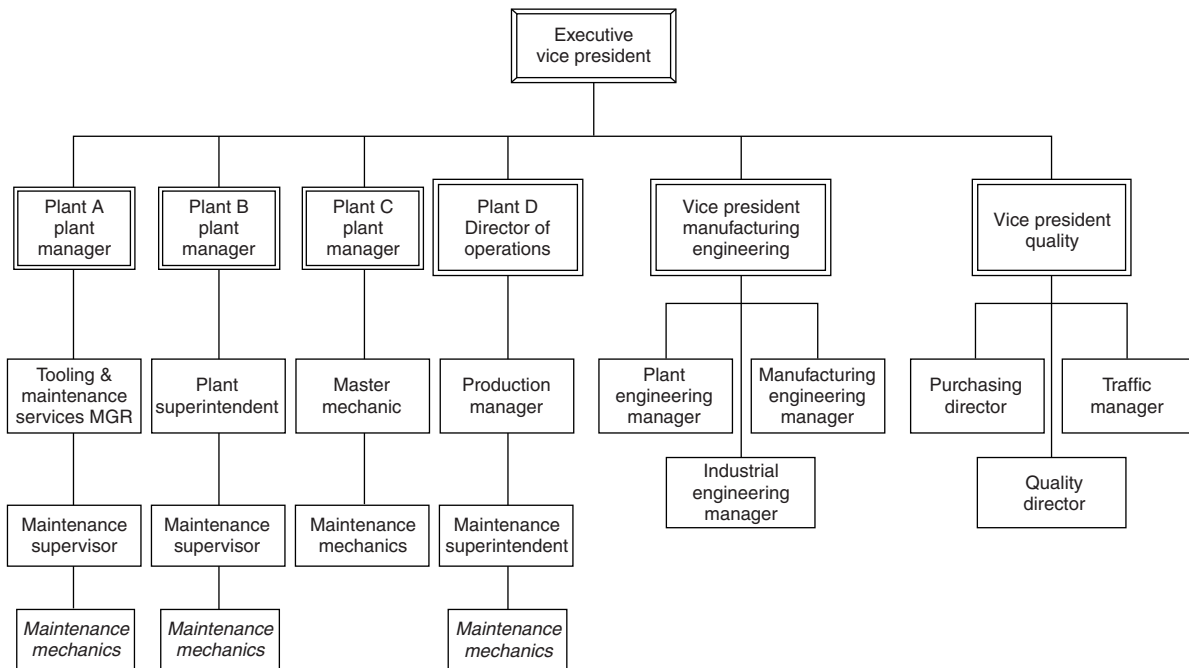 Executive
vice president
Plant A
plant
manager
Plant B
plant
manager
Plant C
plant
manager
Plant D
Director of
operations
Vice president
manufacturing
engineering
Vice president
quality
Tooling &
maintenance
services MGR
Plant
superintendent
Master
mechanic
Production
manager
Plant
engineering
manager
Manufacturing
engineering
manager
Purchasing
director
Traffic
manager
Industrial
engineering
manager
Quality
director
Maintenance
supervisor
Maintenance
supervisor
Maintenance
mechanics
Maintenance
superintendent
Maintenance
mechanics
Maintenance
mechanics
Maintenance
mechanics